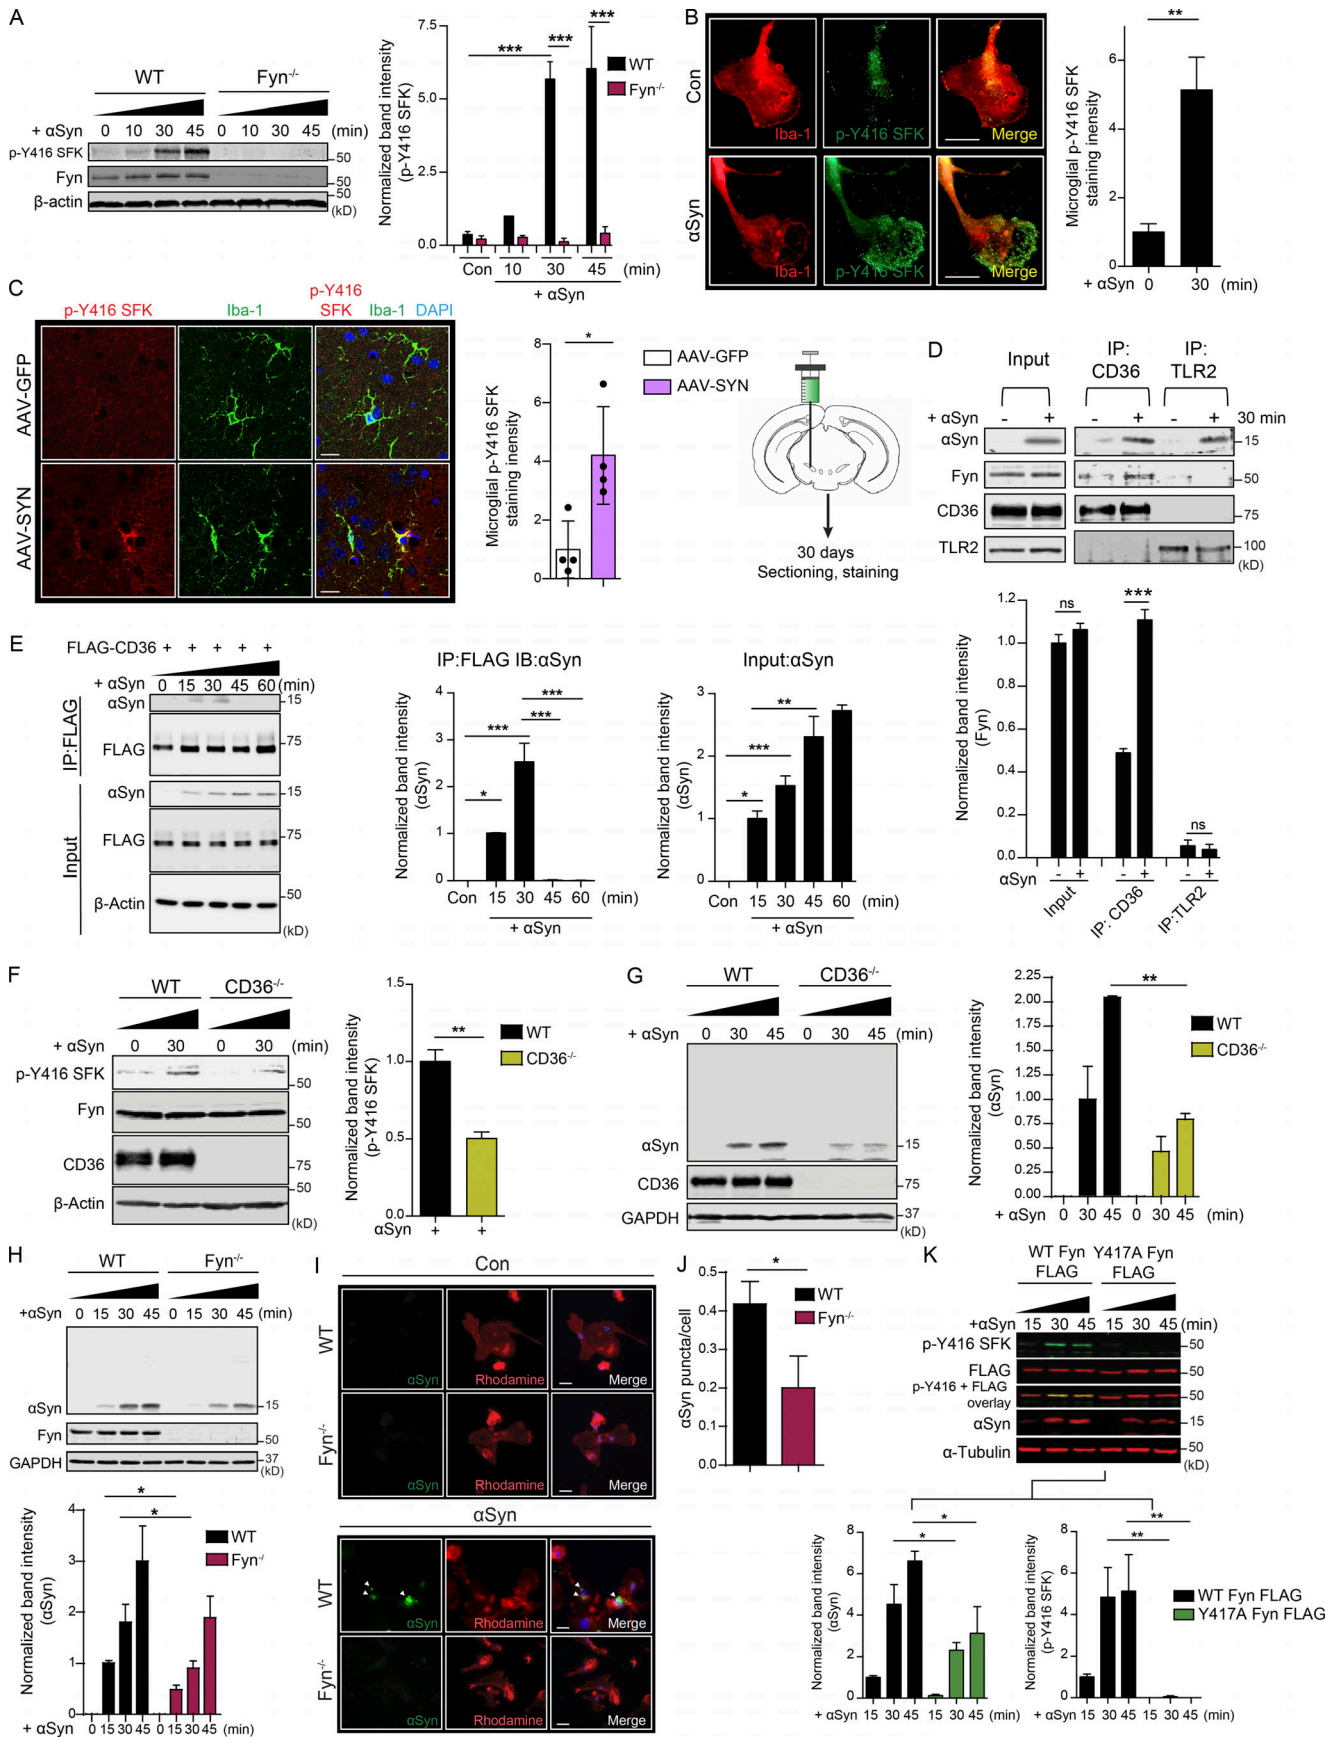 A
WT Fyn-/-
+ αSyn 0 10 30 45 0 10 30 45 (min)
p-Y416 SFK 50
Fyn 50
β-actin 50
(kD)
Normalized band intensity
(p-Y416 SFK)
7.5
5.0
2.5
0.0
*** *** ***
WT
Fyn-/-
Con 10 30 45 (min)
+ αSyn
B
Con
Iba-1 p-Y416 SFK Merge
αSyn
Iba-1 p-Y416 SFK Merge
Microglial p-Y416 SFK
staining inensity
6
4
2
0
**
+ αSyn 0 30 (min)
C
p-Y416 SFK Iba-1 p-Y416
SFK Iba-1 DAPI
AAV-GFP
AAV-SYN
Microglial p-Y416 SFK
staining inensity
8
6
4
2
0
*
AAV-GFP
AAV-SYN
30 days
Sectioning, staining
D
Input IP:
CD36 IP:
TLR2
+ αSyn - + - + - + 30 min
αSyn 15
Fyn 50
CD36 75
TLR2 100
(kD)
Normalized band intensity
(Fyn)
1.2
1.0
0.8
0.6
0.4
0.2
0.0
ns *** ns
αSyn - + - + - +
Input IP: CD36 IP:TLR2
E
FLAG-CD36 + + + + +
+ αSyn 0 15 30 45 60 (min)
IP:FLAG
αSyn 15
FLAG 75
Input
αSyn 15
FLAG 75
β-Actin 50
(kD)
IP:FLAG IB:αSyn
Normalized band intensity
(αSyn)
4
3
2
1
0
* *** *** ***
Con 15 30 45 60 (min)
+ αSyn
Input:αSyn
Normalized band intensity
(αSyn)
3
2
1
0
* *** **
Con 15 30 45 60 (min)
+ αSyn
F
WT CD36-/-
+ αSyn 0 30 0 30 (min)
p-Y416 SFK 50
Fyn 50
CD36 75
β-Actin 50
(kD)
Normalized band intensity
(p-Y416 SFK)
1.5
1.0
0.5
0.0
**
WT
CD36-/-
αSyn + +
G
WT CD36-/-
+ αSyn 0 30 45 0 30 45 (min)
αSyn 15
CD36 75
GAPDH 37
(kD)
Normalized band intensity
(αSyn)
2.25
2.00
1.75
1.50
1.25
1.00
0.75
0.50
0.25
0.00
**
WT
CD36-/-
+ αSyn 0 30 45 0 30 45 (min)
H
WT Fyn-/-
+αSyn 0 15 30 45 0 15 30 45 (min)
αSyn 15
Fyn 50
GAPDH 37
(kD)
Normalized band intensity
(αSyn)
4
3
2
1
0
* *
WT
Fyn-/
+ αSyn 0 15 30 45 0 15 30 45 (min)
I
Con
WT
αSyn Rhodamine Merge
Fyn-/-
αSyn Rhodamine Merge
αSyn
WT
αSyn Rhodamine Merge
Fyn-/-
αSyn Rhodamine Merge
J
αSyn puncta/cell
0.5
0.4
0.3
0.2
0.1
0.0
*
WT
Fyn-/-
K
WT Fyn
FLAG Y417A Fyn
FLAG
+αSyn 15 30 45 15 30 45 (min)
p-Y416 SFK 50
FLAG 50
p-Y416 + FLAG
overlay 50
αSyn 15
α-Tubulin 50
(kD)
Normalized band intensity
(αSyn)
8
6
4
2
0
* *
+ αSyn 15 30 45 15 30 45 (min)
Normalized band intensity
(p-Y416 SFK)
8
6
4
2
0
** **
WT Fyn FLAG
Y417A Fyn FLAG
+ αSyn 15 30 45 15 30 45 (min)